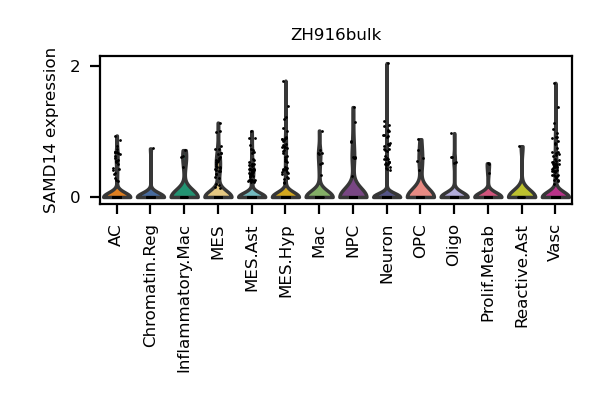 ZH916bulk
SAMD14 expression
2
0
AC
Chromatin.Reg
Inflammatory.Mac
MES
MES.Ast
MES.Hyp
Mac
NPC
Neuron
OPC
Oligo
Prolif.Metab
Reactive.Ast
Vasc